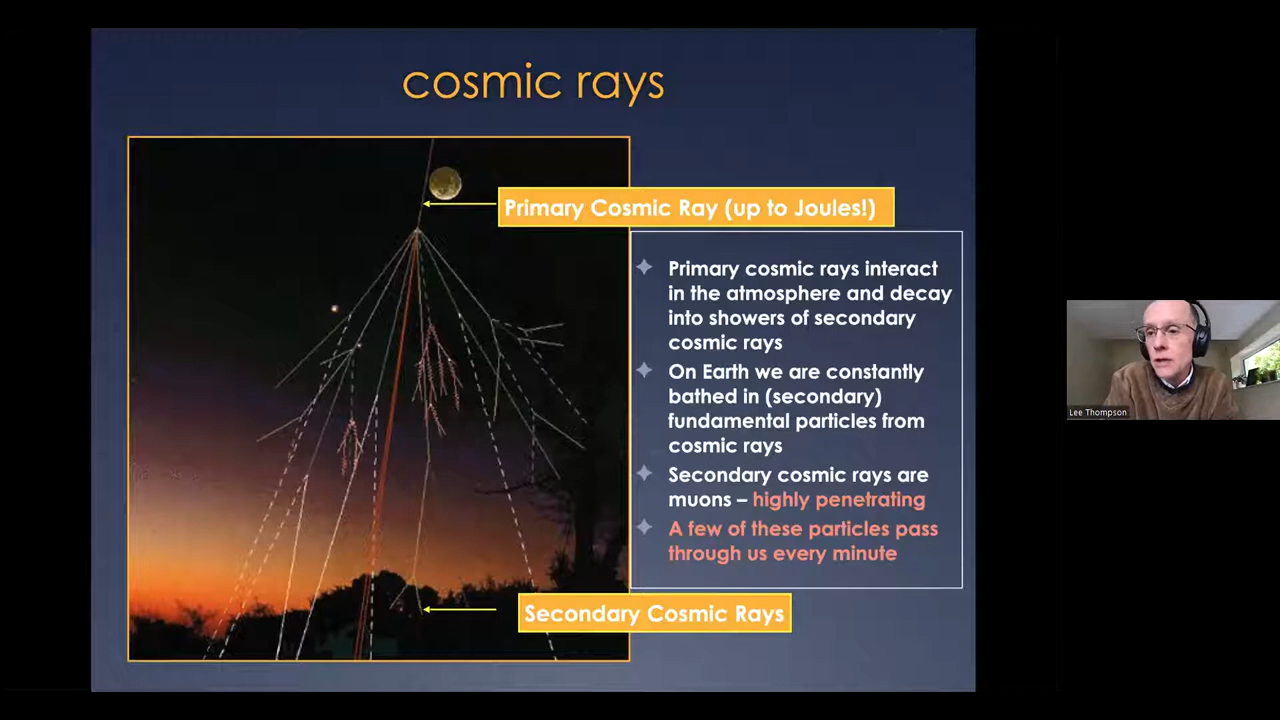 cosmic rays
Primary Cosmic Ray (up to Joules!)
Primary cosmic rays interact
in the atmosphere and decay
into showers of secondary
cosmic rays
On Earth we are constantly
bathed in (secondary)
fundamental particles from
cosmic rays
Secondary cosmic rays are
muons – highly penetrating
A few of these particles pass
through us every minute
Secondary Cosmic Rays
Lee Thompson